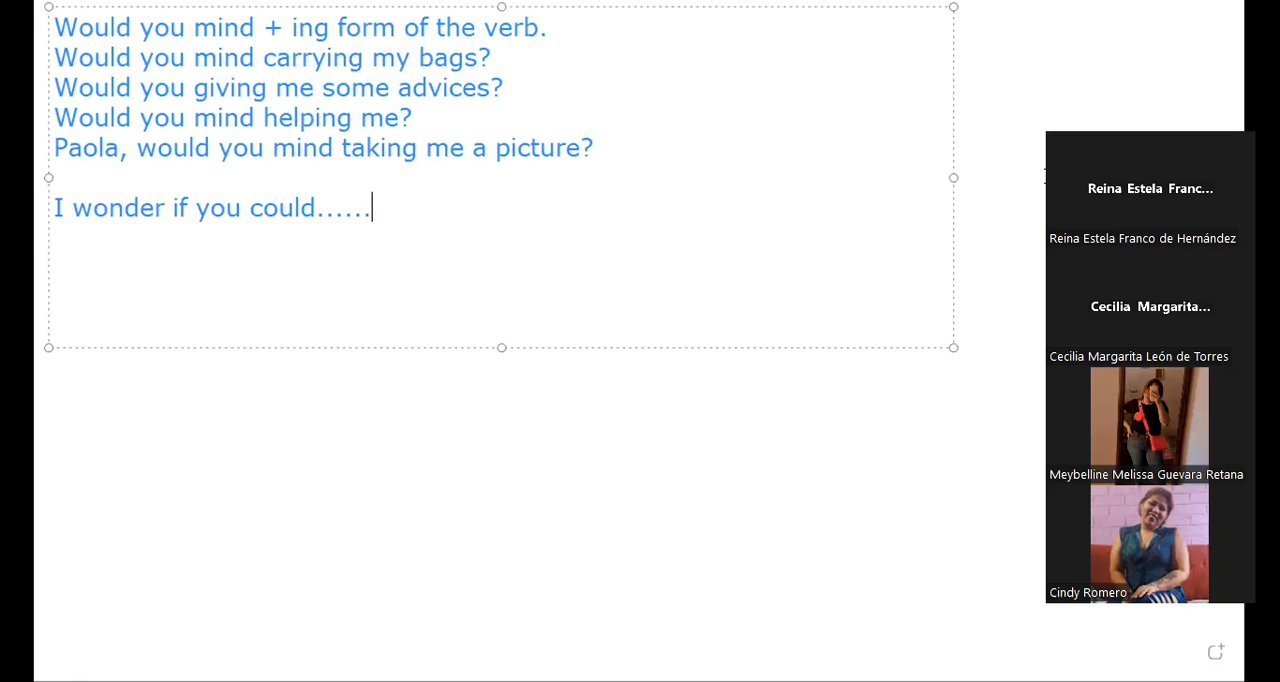 Would you mind + ing form of the verb.
Would you mind carrying my bags?
Would you giving me some advices?
Would you mind helping me?
Paola, would you mind taking me a picture?
I wonder if you could......
Reina Estela Franc...
Reina Estela Franco de Hernández
Cecilia Margarita...
Cecilia Margarita León de Torres
Meybelline Melissa Guevara Retana
Cindy Romero